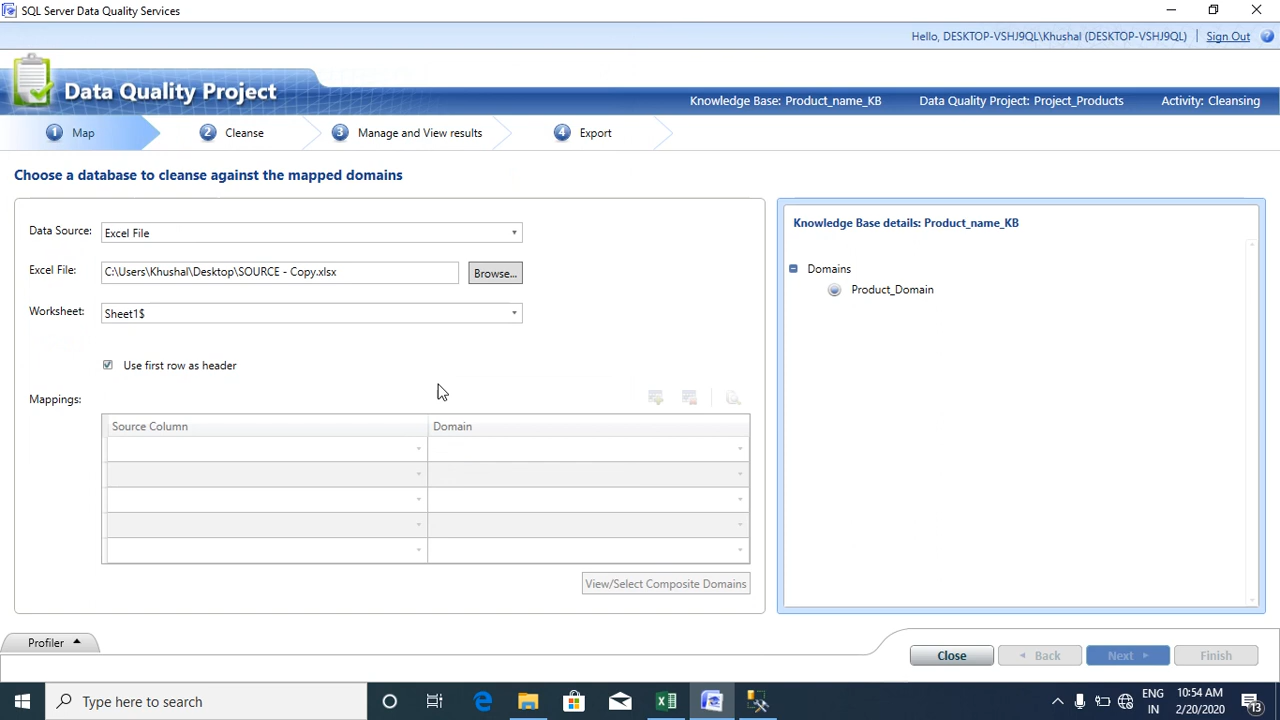 SQL Server Data Quality Services
Hello, DESKTOP-VSHJ9QL\Khushal (DESKTOP-VSHJ9QL) Sign Out ?
Data Quality Project
Knowledge Base: Product_name_KB Data Quality Project: Project_Products Activity: Cleansing
1 Map 2 Cleanse 3 Manage and View results 4 Export
Choose a database to cleanse against the mapped domains
Data Source: Excel File
Excel File: C:\Users\Khushal\Desktop\SOURCE - Copy.xlsx Browse...
Worksheet: Sheet1$
Use first row as header
Mappings:
Source Column Domain
View/Select Composite Domains
Knowledge Base details: Product_name_KB
Domains
Product_Domain
Profiler
Close Back Next Finish
Type here to search
ENG 10:54 AM
IN 2/20/2020 13